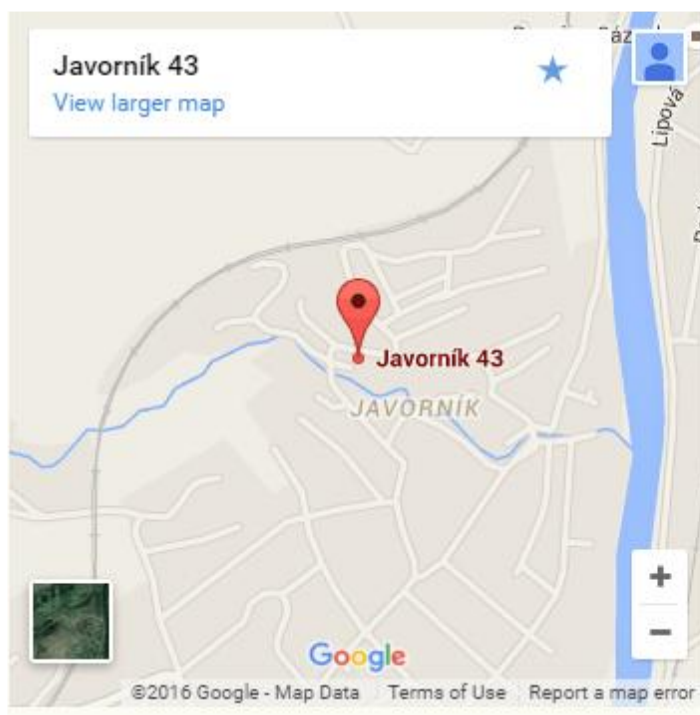 Javorník 43
View larger map
Lipová
Javorník 43
JAVORNÍK
+
−
Google
©2016 Google - Map Data Terms of Use Report a map error